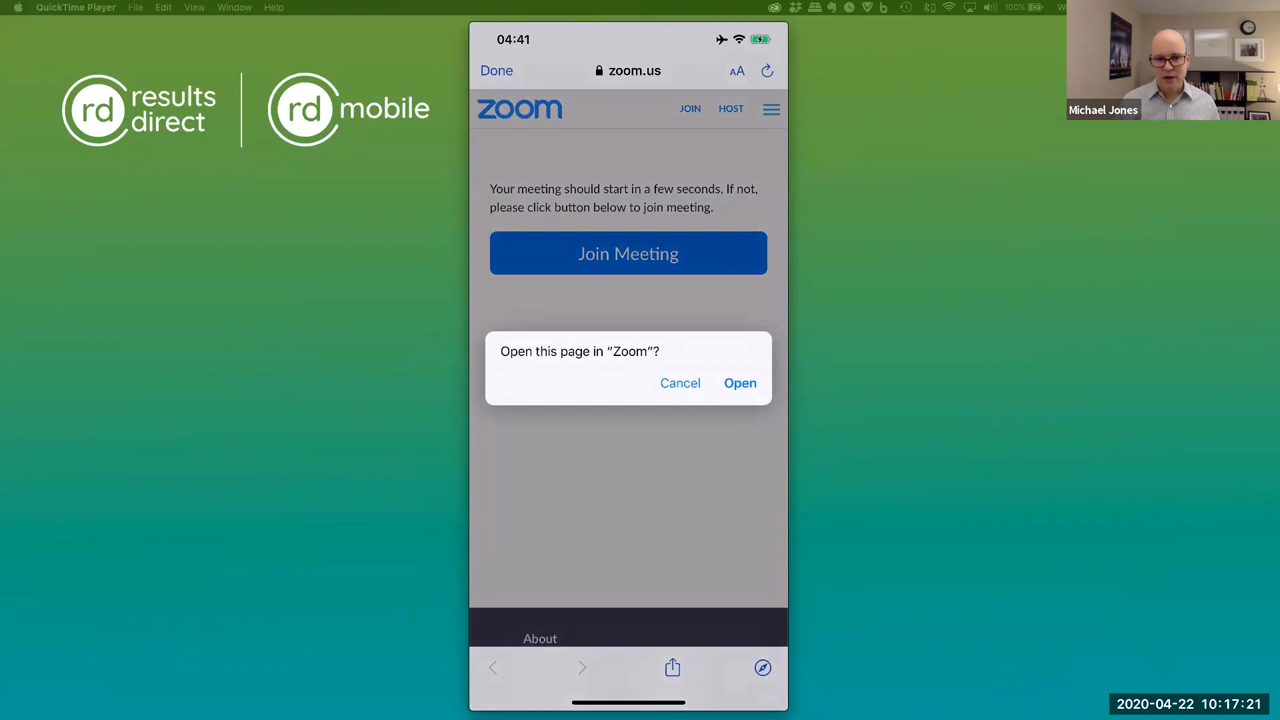 QuickTime Player File Edit View Window Help
100%
Michael Jones
rd results direct
rd mobile
04:41
Done
zoom.us
AA
zoom
JOIN
HOST
Your meeting should start in a few seconds. If not,
please click button below to join meeting.
Join Meeting
Open this page in “Zoom”?
Cancel
Open
About
2020-04-22 10:17:21